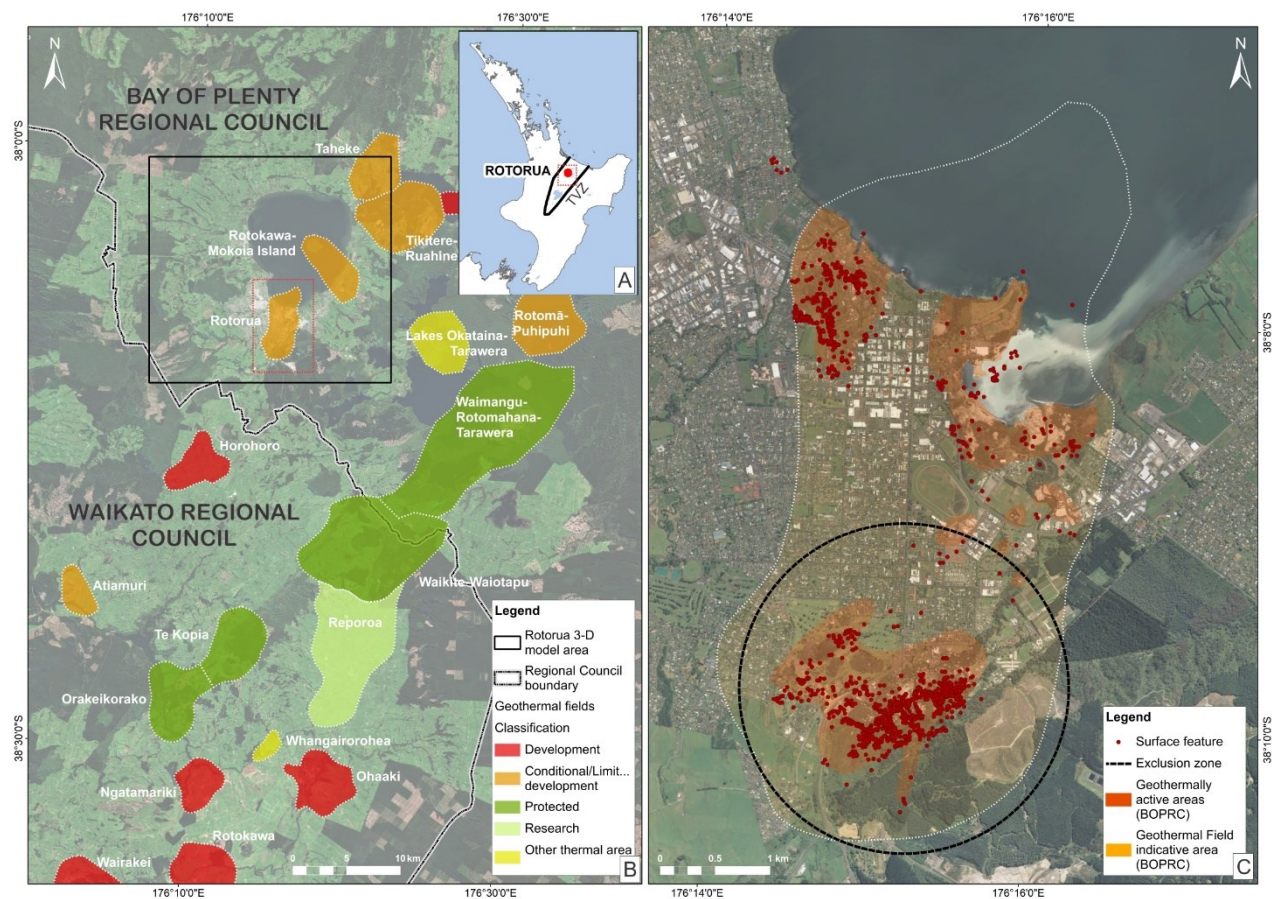 176°10'0"E
176°30'0"E
176°14'0"E
176°16'0"E
N
BAY OF PLENTY
REGIONAL COUNCIL
38°0'0"S
Taheke
Rotokawa-
Mokoia Island
Tikitere-
Ruahine
Rotorua
Lakes Okataina-
Tarawera
Rotomā-
Puhipuhi
Waimangu-
Rotomahana-
Tarawera
Horohoro
WAIKATO REGIONAL
COUNCIL
Atiamuri
Waikite-Waiotapu
Te Kopia
Reporoa
Orakeikorako
38°30'0"S
Whangairorohea
Ngatamariki
Ohaaki
Rotokawa
Wairakei
0 5 10 km
176°10'0"E
176°30'0"E
ROTORUA
TVZ
A
Legend
Rotorua 3-D
model area
Regional Council
boundary
Geothermal fields
Classification
Development
Conditional/Limit...
development
Protected
Research
Other thermal area
B
N
38°8'0"S
38°10'0"S
0 0.5 1 km
Legend
Surface feature
Exclusion zone
Geothermally
active areas
(BOPRC)
Geothermal Field
indicative area
(BOPRC)
C
176°14'0"E
176°16'0"E